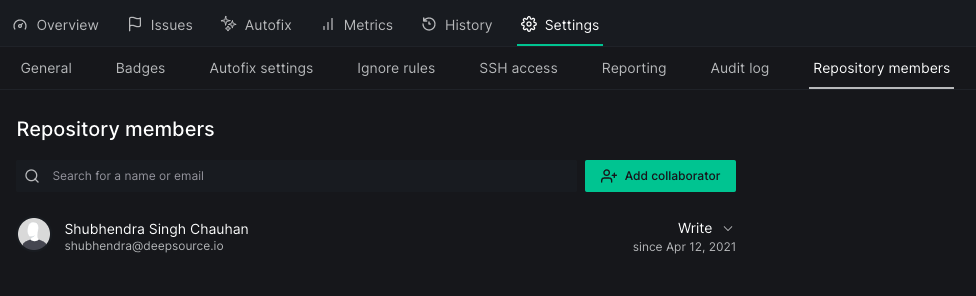 Overview Issues Autofix Metrics History Settings
General Badges Autofix settings Ignore rules SSH access Reporting Audit log Repository members
Repository members
Search for a name or email Add collaborator
Shubhendra Singh Chauhan Write
shubhendra@deepsource.io since Apr 12, 2021